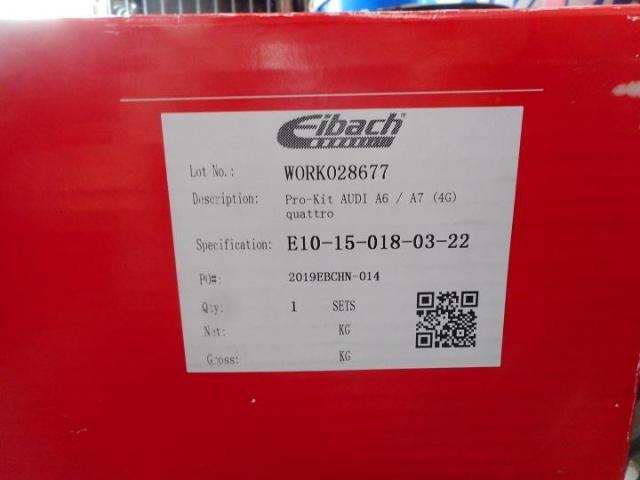 Eibach®
Lot No.: WORK028677
Description: Pro-Kit AUDI A6 / A7 (4G)
quattro
Specification: E10-15-018-03-22
PO#: 2019EBCHN-014
Qty: 1 SETS
Net: KG
Gross: KG